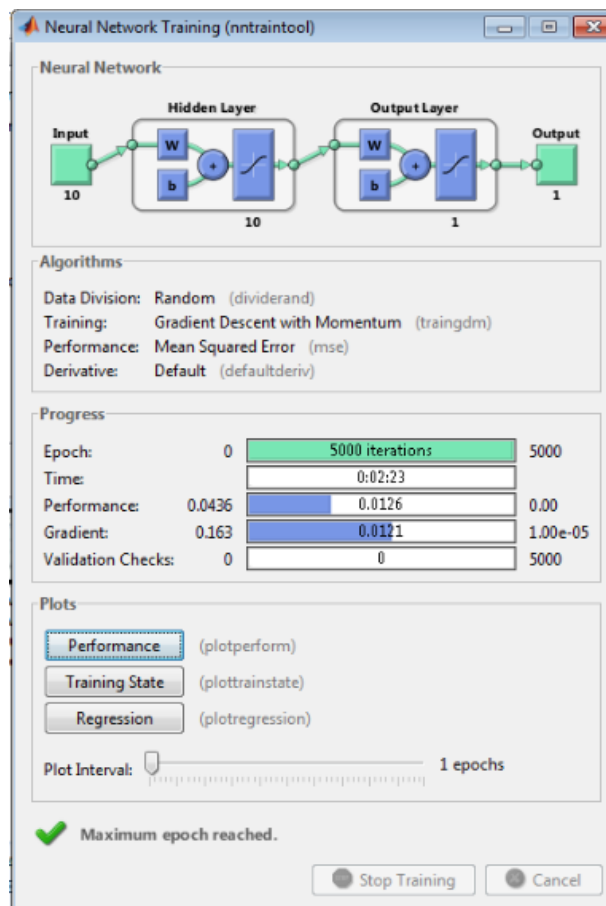 Neural Network Training (nntraintool)
Neural Network
Hidden Layer
Output Layer
Input
Output
W
W
+
+
b
b
10
10
1
1
Algorithms
Data Division: Random (dividerand)
Training: Gradient Descent with Momentum (traingdm)
Performance: Mean Squared Error (mse)
Derivative: Default (defaultderiv)
Progress
Epoch: 0 5000 iterations 5000
Time: 0:02:23
Performance: 0.0436 0.0126 0.00
Gradient: 0.163 0.0121 1.00e-05
Validation Checks: 0 0 5000
Plots
Performance (plotperform)
Training State (plottrainstate)
Regression (plotregression)
Plot Interval: 1 epochs
Maximum epoch reached.
Stop Training Cancel